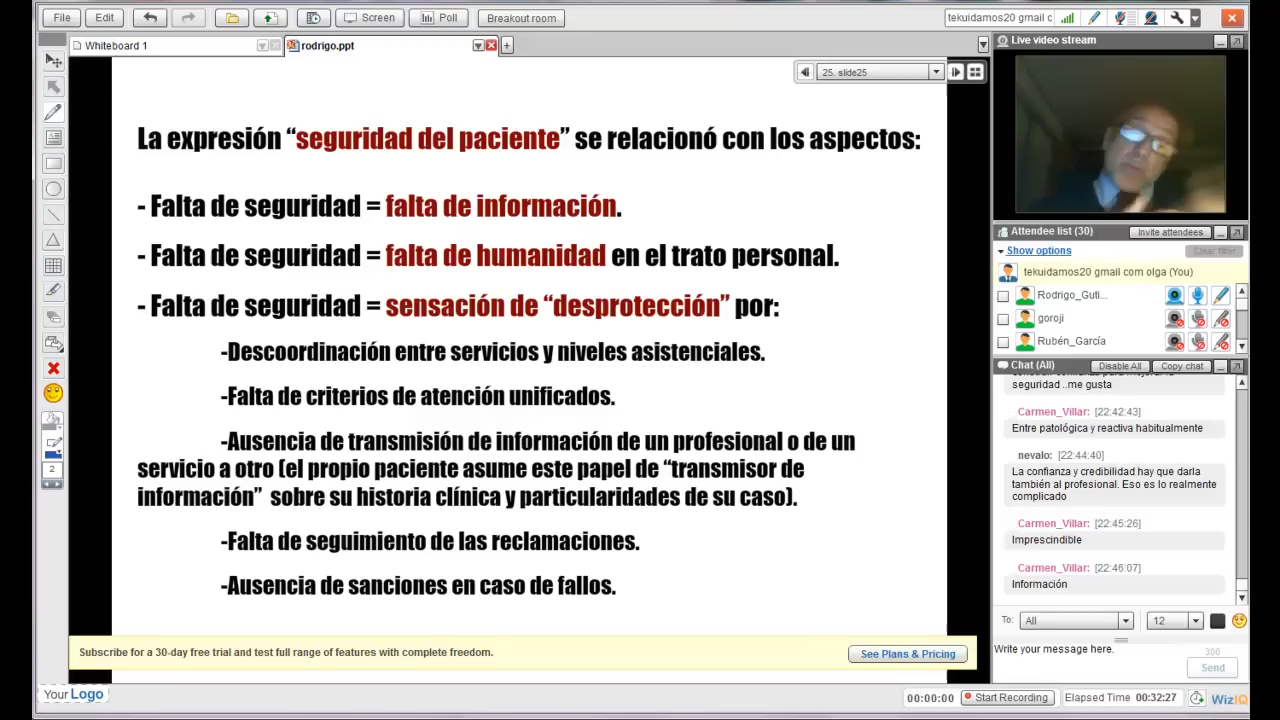 File Edit Screen Poll Breakout room tekuidamos20 gmail c
Whiteboard 1 rodrigo.ppt
25. slide25
La expresión “seguridad del paciente” se relacionó con los aspectos:
- Falta de seguridad = falta de información.
- Falta de seguridad = falta de humanidad en el trato personal.
- Falta de seguridad = sensación de “desprotección” por:
-Descoordinación entre servicios y niveles asistenciales.
-Falta de criterios de atención unificados.
-Ausencia de transmisión de información de un profesional o de un
servicio a otro (el propio paciente asume este papel de “transmisor de
información” sobre su historia clínica y particularidades de su caso).
-Falta de seguimiento de las reclamaciones.
-Ausencia de sanciones en caso de fallos.
2
Subscribe for a 30-day free trial and test full range of features with complete freedom.
See Plans & Pricing
Your Logo
Live video stream
Attendee list (30) Invite attendees
Show options Clear filter
tekuidamos20 gmail com olga (You)
Rodrigo_Guti...
goroji
Rubén_García
Chat (All) Disable All Copy chat
seguridad ..me gusta
Carmen_Villar: [22:42:43]
Entre patológica y reactiva habitualmente
nevalo: [22:44:40]
La confianza y credibilidad hay que darla
también al profesional. Eso es lo realmente
complicado
Carmen_Villar: [22:45:26]
Imprescindible
Carmen_Villar: [22:46:07]
Información
To: All 12
Write your message here.
300
Send
00:00:00 Start Recording Elapsed Time 00:32:27 WizIQ